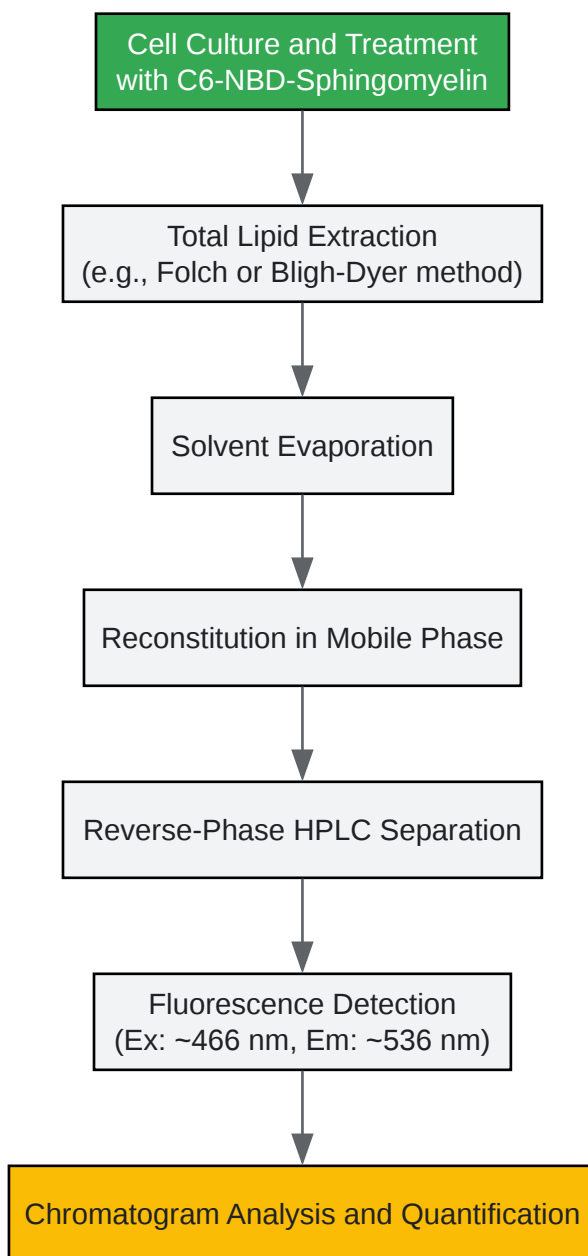 Cell Culture and Treatment
with C6-NBD-Sphingomyelin
Total Lipid Extraction
(e.g., Folch or Bligh-Dyer method)
Solvent Evaporation
Reconstitution in Mobile Phase
Reverse-Phase HPLC Separation
Fluorescence Detection
(Ex: ~466 nm, Em: ~536 nm)
Chromatogram Analysis and Quantification